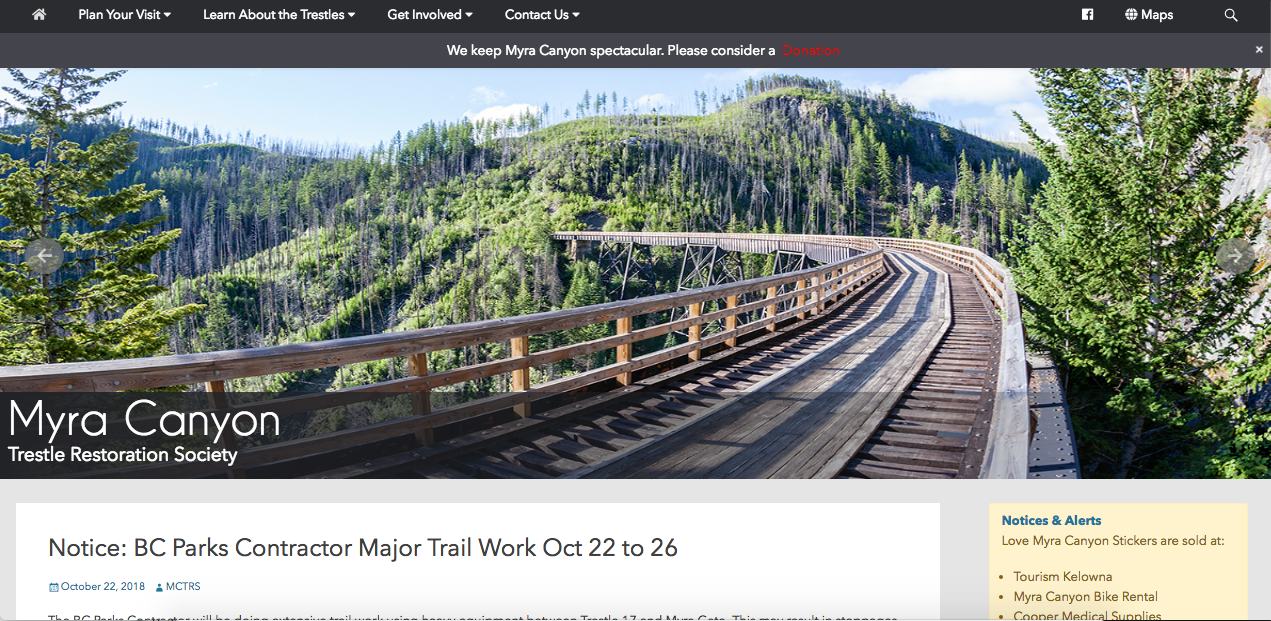 Plan Your Visit Learn About the Trestles Get Involved Contact Us Maps
We keep Myra Canyon spectacular. Please consider a Donation ×
Myra Canyon
Trestle Restoration Society
Notice: BC Parks Contractor Major Trail Work Oct 22 to 26
October 22, 2018 MCTRS
The BC Parks Contractor will be doing extensive trail work using heavy equipment between Trestle 17 and Myra Gate. This may result in stoppages
Notices & Alerts
Love Myra Canyon Stickers are sold at:
• Tourism Kelowna
• Myra Canyon Bike Rental
• Cooper Medical Supplies